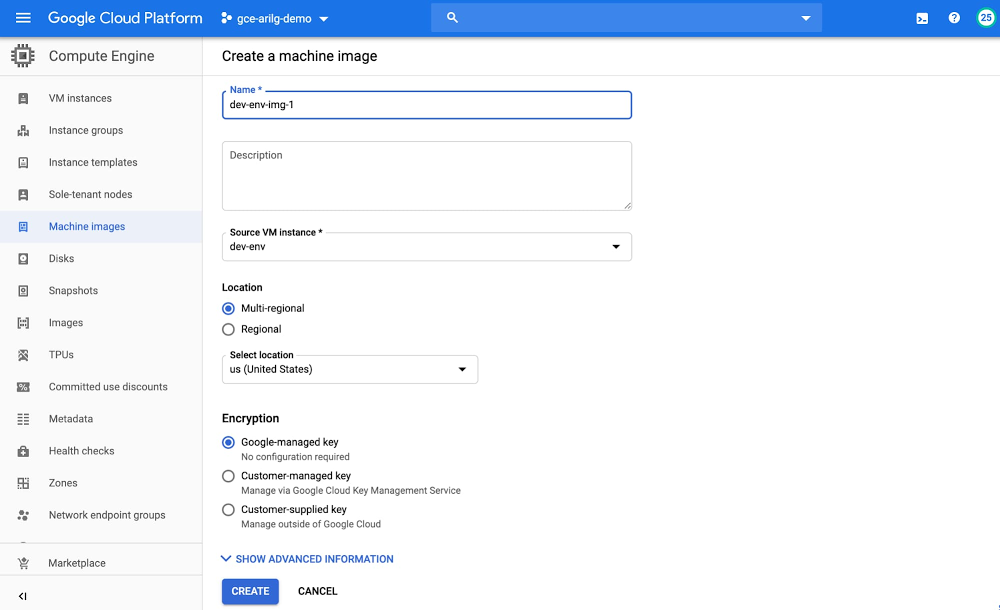 Google Cloud Platform
gce-arilg-demo
25
Compute Engine
Create a machine image
VM instances
Instance groups
Instance templates
Sole-tenant nodes
Machine images
Disks
Snapshots
Images
TPUs
Committed use discounts
Metadata
Health checks
Zones
Network endpoint groups
Marketplace
Name *
dev-env-img-1
Description
Source VM instance *
dev-env
Location
Multi-regional
Regional
Select location
us (United States)
Encryption
Google-managed key
No configuration required
Customer-managed key
Manage via Google Cloud Key Management Service
Customer-supplied key
Manage outside of Google Cloud
SHOW ADVANCED INFORMATION
CREATE
CANCEL